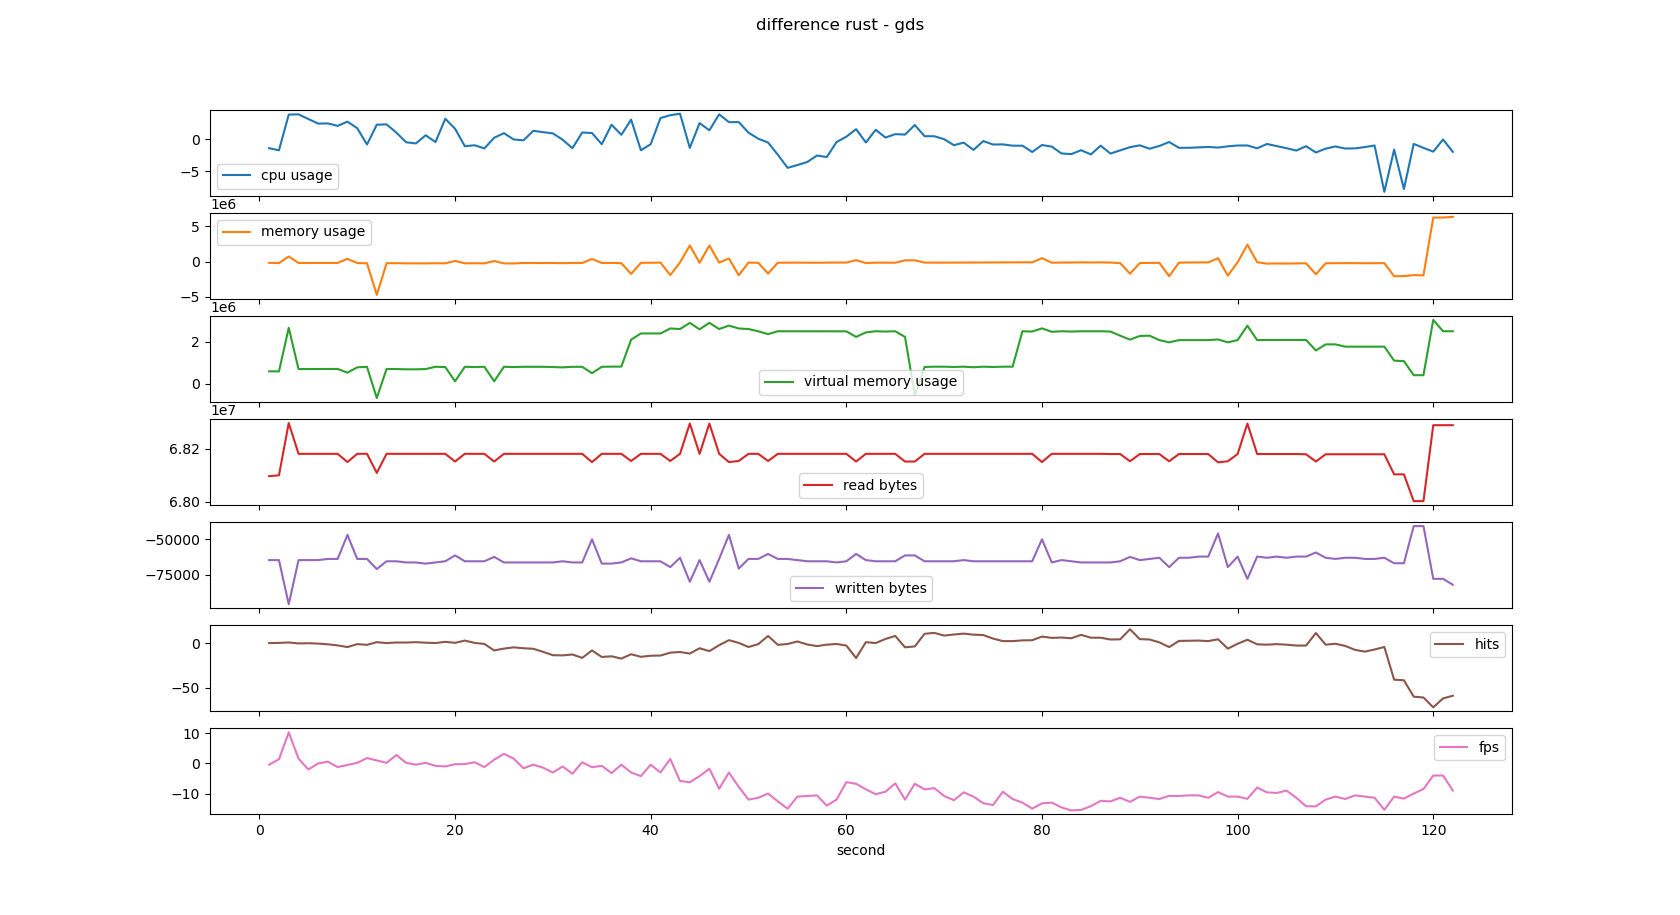 difference rust - gds
0
−5
cpu usage
1e6
5
0
−5
memory usage
1e6
2
0
virtual memory usage
1e7
6.82
6.80
read bytes
−50000
−75000
written bytes
0
−50
hits
10
0
−10
fps
0 20 40 60 80 100 120
second